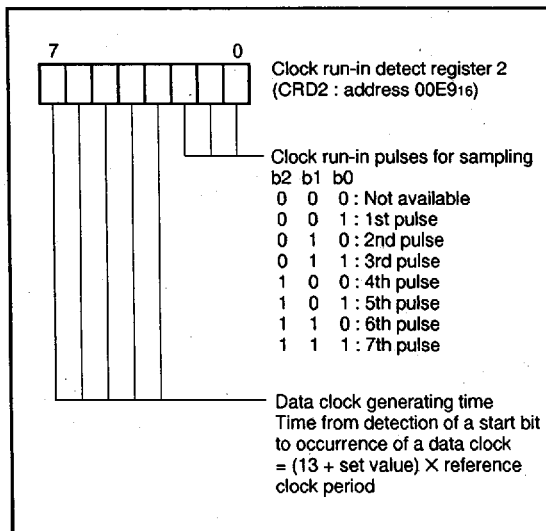 7 0
Clock run-in detect register 2
(CRD2 : address 00E916)
Clock run-in pulses for sampling
b2 b1 b0
0 0 0 : Not available
0 0 1 : 1st pulse
0 1 0 : 2nd pulse
0 1 1 : 3rd pulse
1 0 0 : 4th pulse
1 0 1 : 5th pulse
1 1 0 : 6th pulse
1 1 1 : 7th pulse
Data clock generating time
Time from detection of a start bit
to occurrence of a data clock
= (13 + set value) × reference
clock period